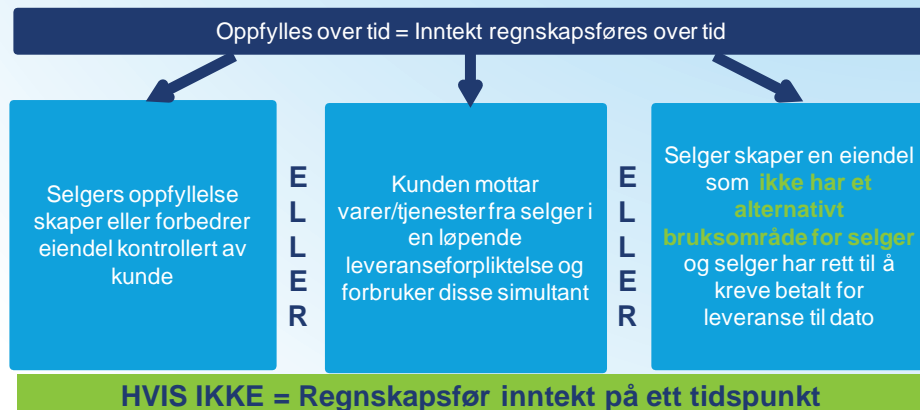 Oppfylles over tid = Inntekt regnskapsføres over tid
Selgers oppfyllelse
skaper eller forbedrer
eiendel kontrollert av
kunde
E
L
L
E
R
Kunden mottar
varer/tjenester fra selger i
en løpende
leveranseforpliktelse og
forbruker disse simultant
E
L
L
E
R
Selger skaper en eiendel
som ikke har et
alternativt
bruksområde for selger
og selger har rett til å
kreve betalt for
leveranse til dato
HVIS IKKE = Regnskapsfør inntekt på ett tidspunkt